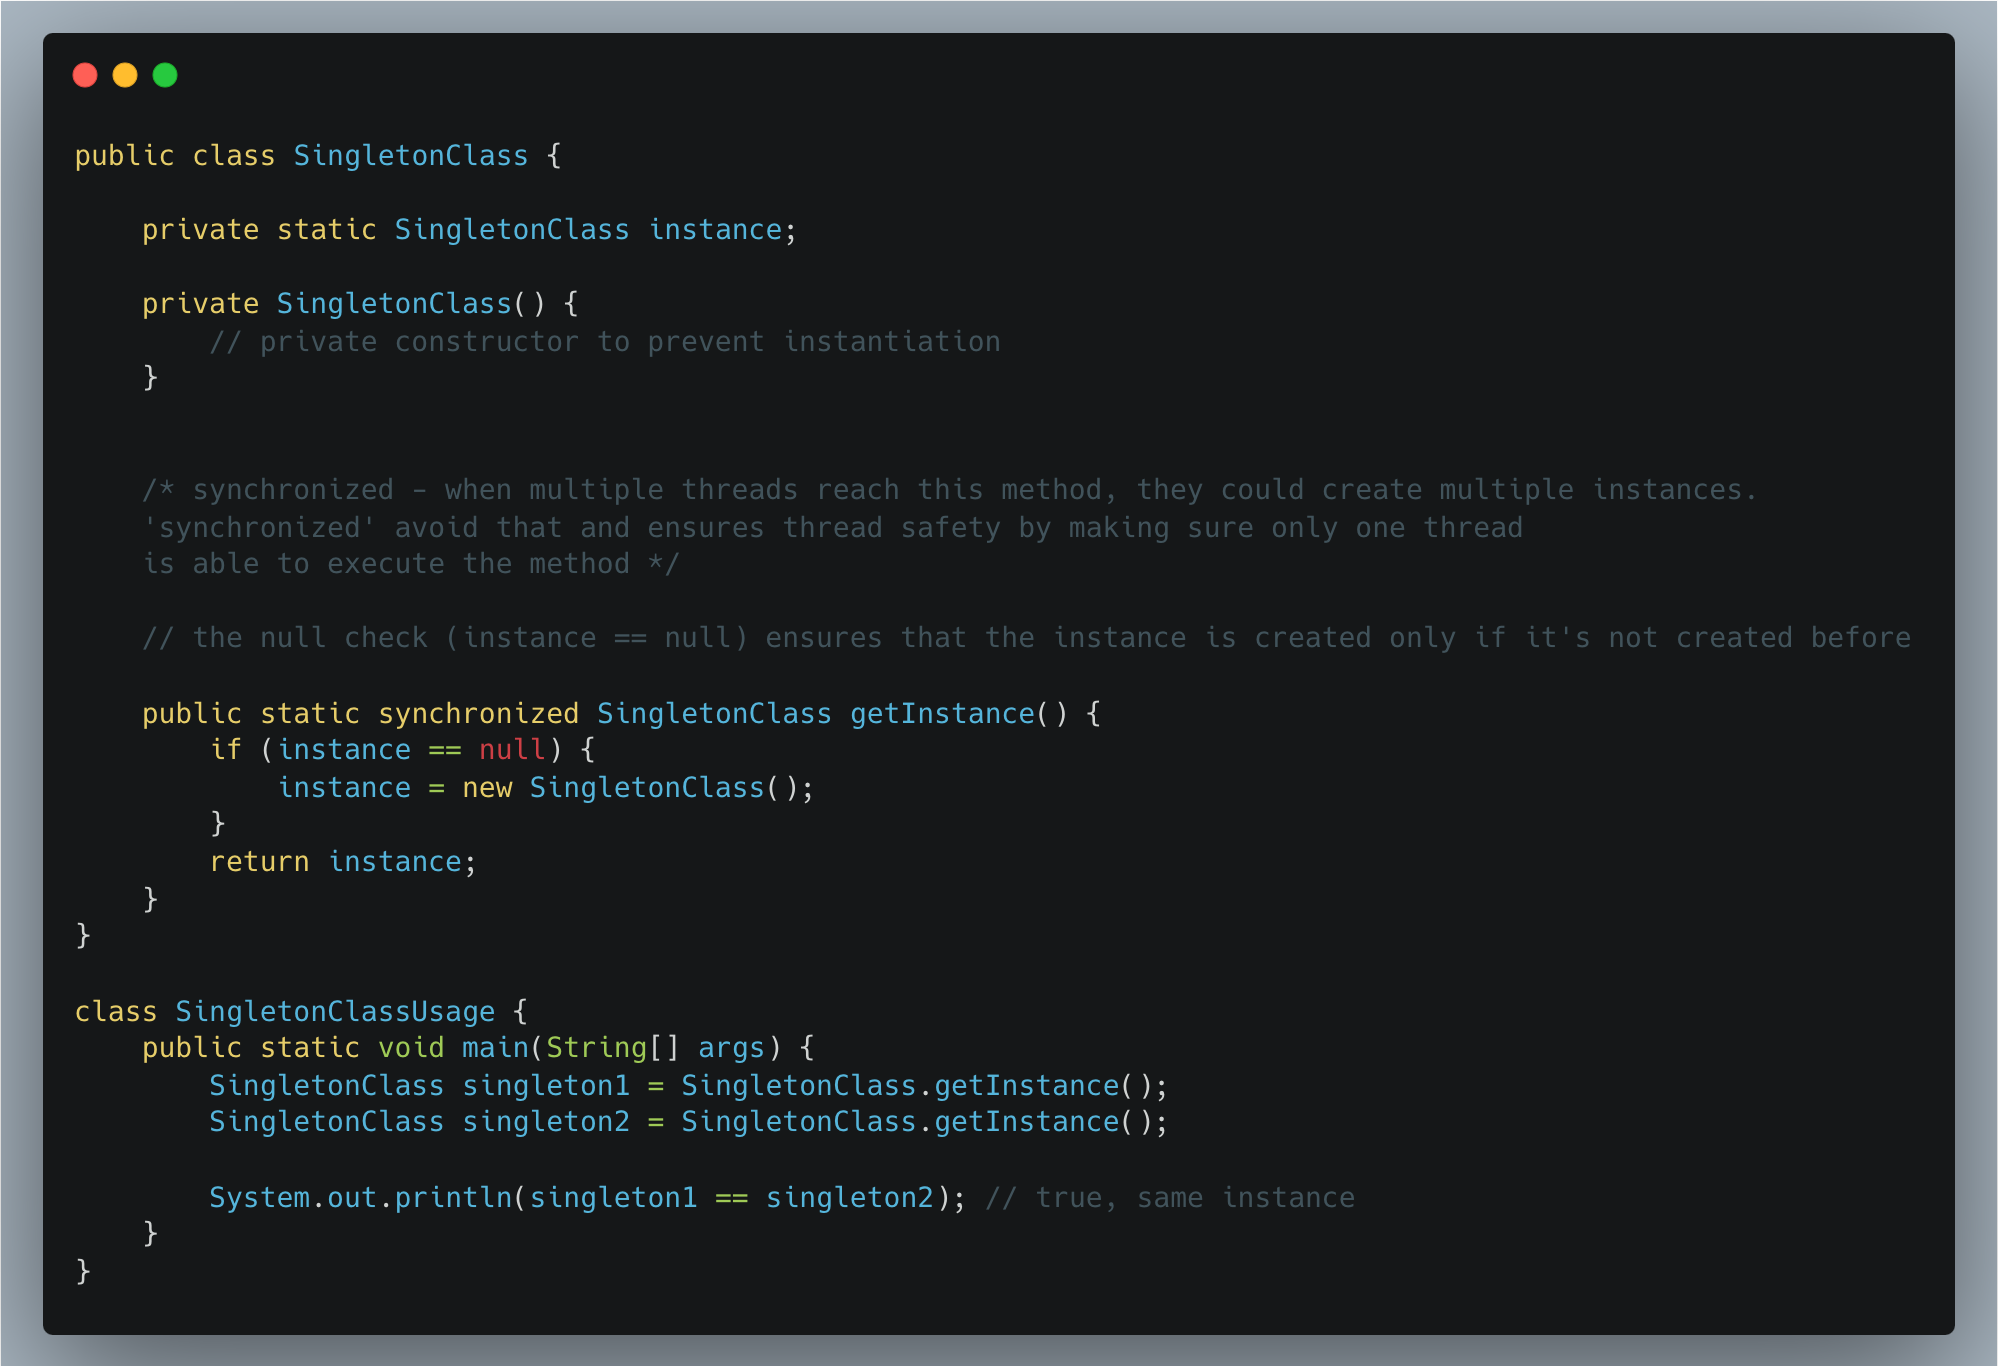 public class SingletonClass {
    private static SingletonClass instance;
    private SingletonClass() {
        // private constructor to prevent instantiation
    }
    /* synchronized – when multiple threads reach this method, they could create multiple instances.
    'synchronized' avoid that and ensures thread safety by making sure only one thread
    is able to execute the method */
    // the null check (instance == null) ensures that the instance is created only if it's not created before
    public static synchronized SingletonClass getInstance() {
        if (instance == null) {
            instance = new SingletonClass();
        }
        return instance;
    }
}
class SingletonClassUsage {
    public static void main(String[] args) {
        SingletonClass singleton1 = SingletonClass.getInstance();
        SingletonClass singleton2 = SingletonClass.getInstance();
        System.out.println(singleton1 == singleton2); // true, same instance
    }
}